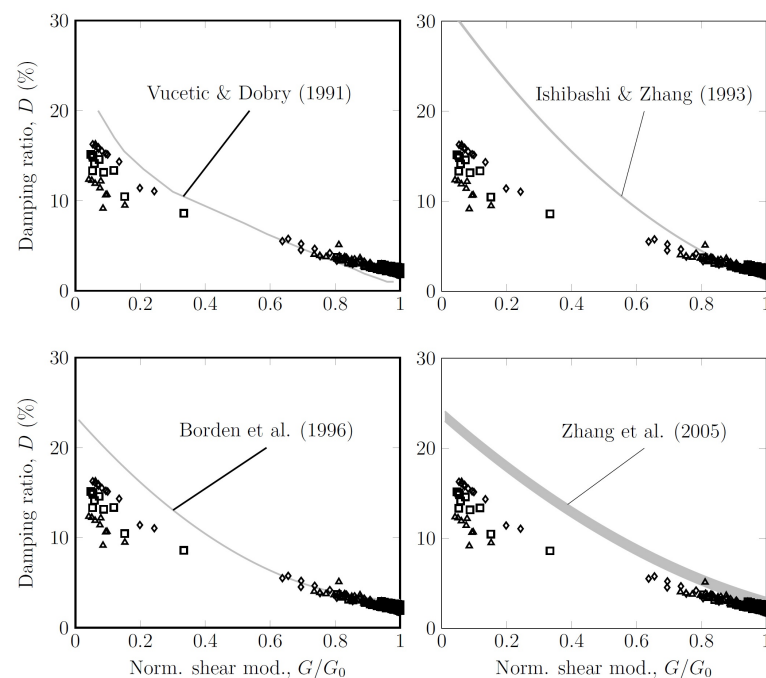 Damping ratio, D (%)
30
20
10
0
Vucetic & Dobry (1991)
0 0.2 0.4 0.6 0.8 1
30
20
10
0
Ishibashi & Zhang (1993)
0 0.2 0.4 0.6 0.8 1
Damping ratio, D (%)
30
20
10
0
Borden et al. (1996)
0 0.2 0.4 0.6 0.8 1
Norm. shear mod., G/G₀
30
20
10
0
Zhang et al. (2005)
0 0.2 0.4 0.6 0.8 1
Norm. shear mod., G/G₀